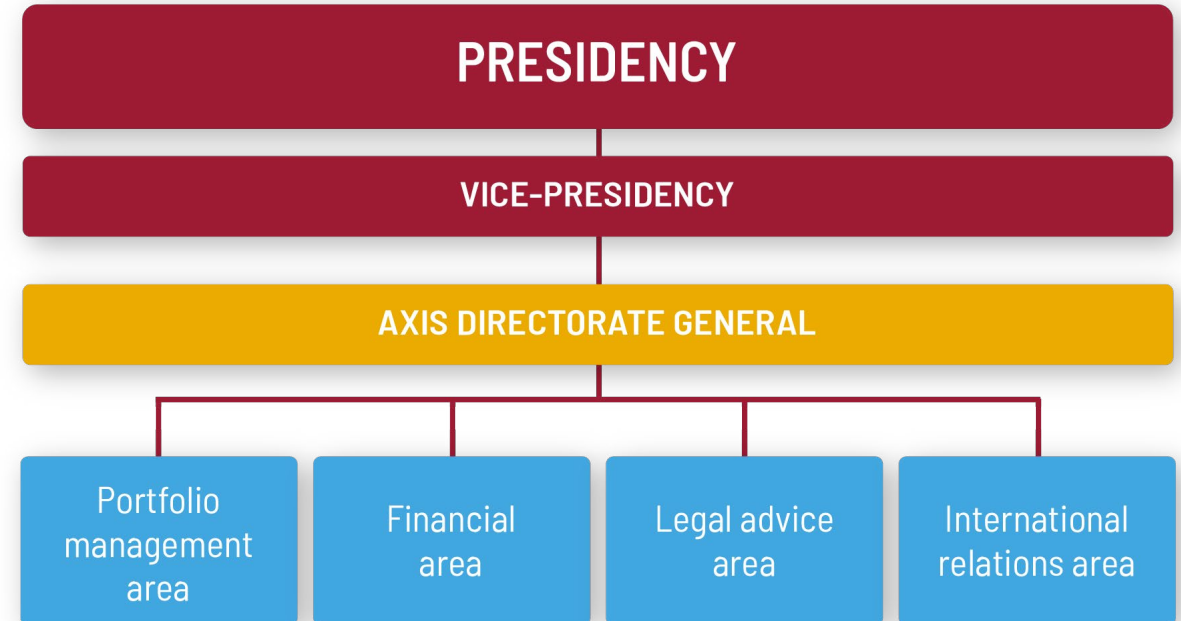 PRESIDENCY
VICE-PRESIDENCY
AXIS DIRECTORATE GENERAL
Portfolio
management
area
Financial
area
Legal advice
area
International
relations area